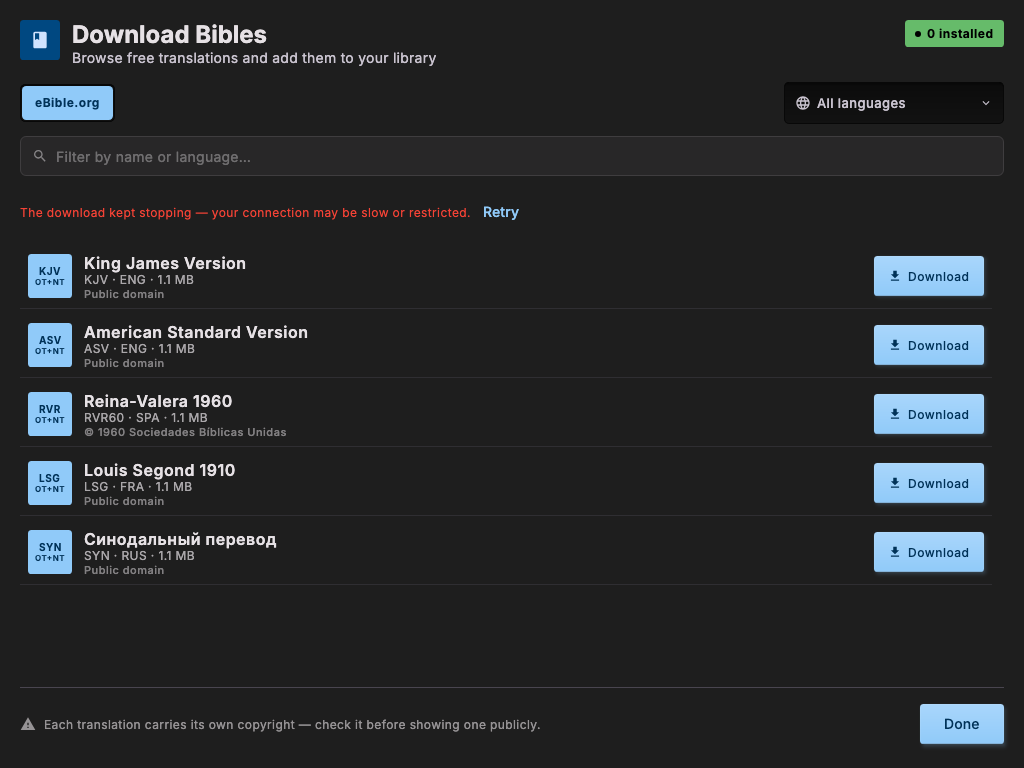 Download Bibles
Browse free translations and add them to your library
0 installed
eBible.org
All languages
Filter by name or language...
The download kept stopping — your connection may be slow or restricted. Retry
KJV
OT+NT
King James Version
KJV · ENG · 1.1 MB
Public domain
Download
ASV
OT+NT
American Standard Version
ASV · ENG · 1.1 MB
Public domain
Download
RVR
OT+NT
Reina-Valera 1960
RVR60 · SPA · 1.1 MB
© 1960 Sociedades Bíblicas Unidas
Download
LSG
OT+NT
Louis Segond 1910
LSG · FRA · 1.1 MB
Public domain
Download
SYN
OT+NT
Синодальный перевод
SYN · RUS · 1.1 MB
Public domain
Download
Each translation carries its own copyright — check it before showing one publicly.
Done